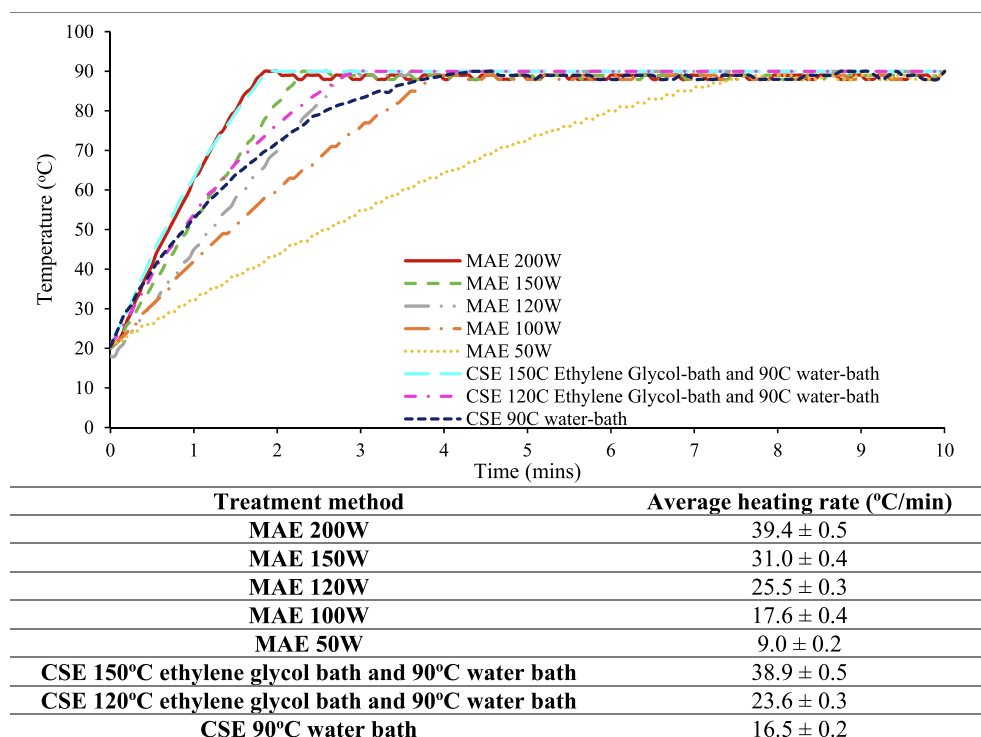 100
90
80
70
60
50
40
30
20
10
0
Temperature (ºC)
MAE 200W
MAE 150W
MAE 120W
MAE 100W
MAE 50W
CSE 150C Ethylene Glycol-bath and 90C water-bath
CSE 120C Ethylene Glycol-bath and 90C water-bath
CSE 90C water-bath
0 1 2 3 4 5 6 7 8 9 10
Time (mins)
Treatment method Average heating rate (ºC/min)
MAE 200W 39.4 ± 0.5
MAE 150W 31.0 ± 0.4
MAE 120W 25.5 ± 0.3
MAE 100W 17.6 ± 0.4
MAE 50W 9.0 ± 0.2
CSE 150ºC ethylene glycol bath and 90ºC water bath 38.9 ± 0.5
CSE 120ºC ethylene glycol bath and 90ºC water bath 23.6 ± 0.3
CSE 90ºC water bath 16.5 ± 0.2